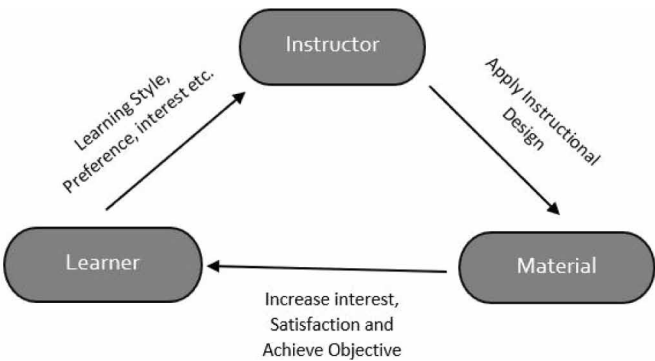 Instructor
Learning Style,
Preference, interest etc.
Apply Instructional
Design
Learner
Material
Increase interest,
Satisfaction and
Achieve Objective